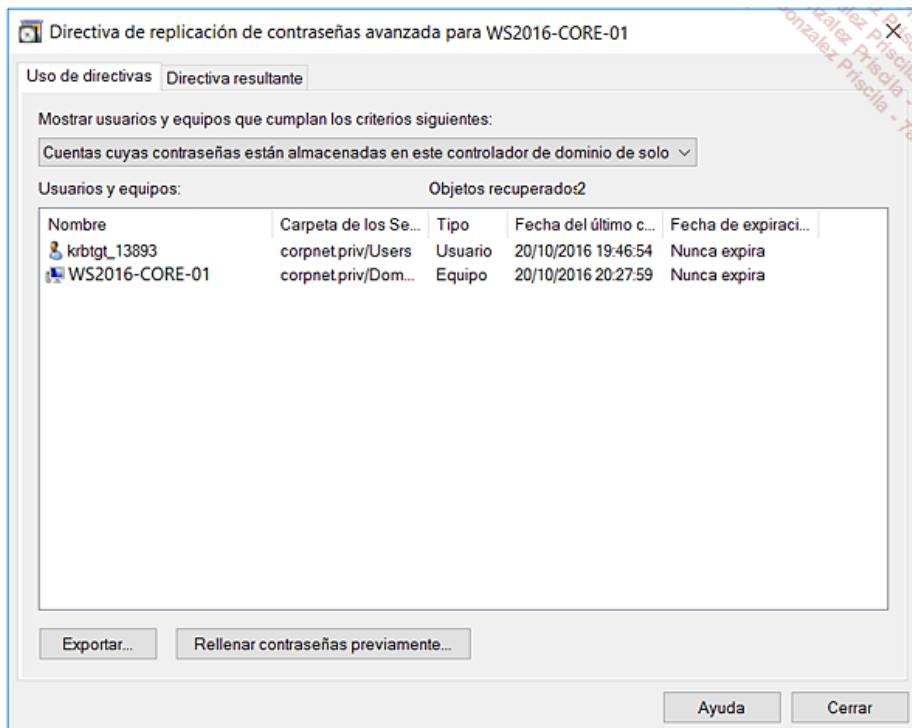 Directiva de replicación de contraseñas avanzada para WS2016-CORE-01
Uso de directivas Directiva resultante
Mostrar usuarios y equipos que cumplan los criterios siguientes:
Cuentas cuyas contraseñas están almacenadas en este controlador de dominio de solo
Usuarios y equipos: Objetos recuperados2
Nombre Carpeta de los Se... Tipo Fecha del último c... Fecha de expiraci...
krbtgt_13893 corpnet.priv/Users Usuario 20/10/2016 19:46:54 Nunca expira
WS2016-CORE-01 corpnet.priv/Dom... Equipo 20/10/2016 20:27:59 Nunca expira
Exportar... Rellenar contraseñas previamente...
Ayuda Cerrar
Gonzalez Priscila